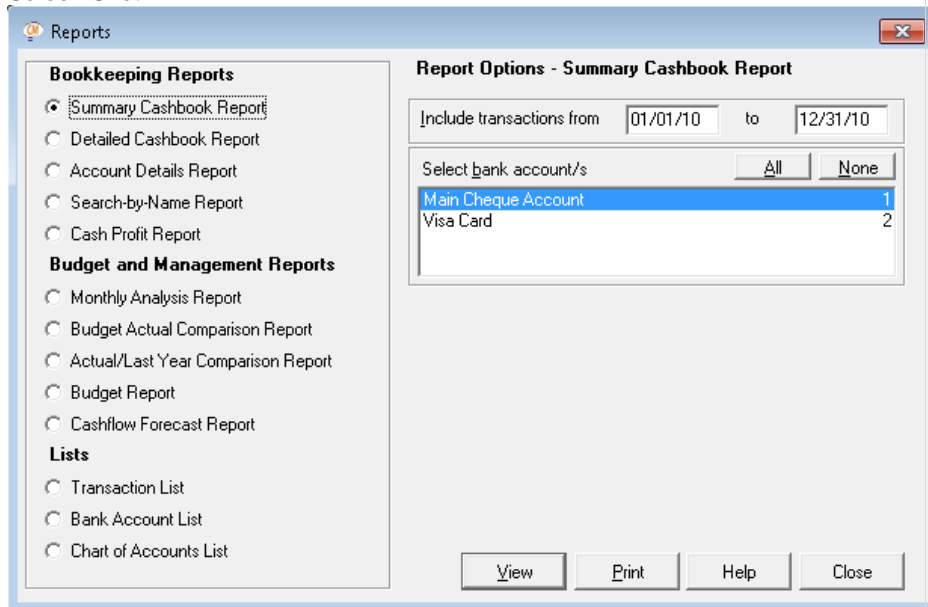 Reports
Bookkeeping Reports
Summary Cashbook Report
Detailed Cashbook Report
Account Details Report
Search-by-Name Report
Cash Profit Report
Budget and Management Reports
Monthly Analysis Report
Budget Actual Comparison Report
Actual/Last Year Comparison Report
Budget Report
Cashflow Forecast Report
Lists
Transaction List
Bank Account List
Chart of Accounts List
Report Options - Summary Cashbook Report
Include transactions from 01/01/10 to 12/31/10
Select bank account/s All None
Main Cheque Account 1
Visa Card 2
View Print Help Close